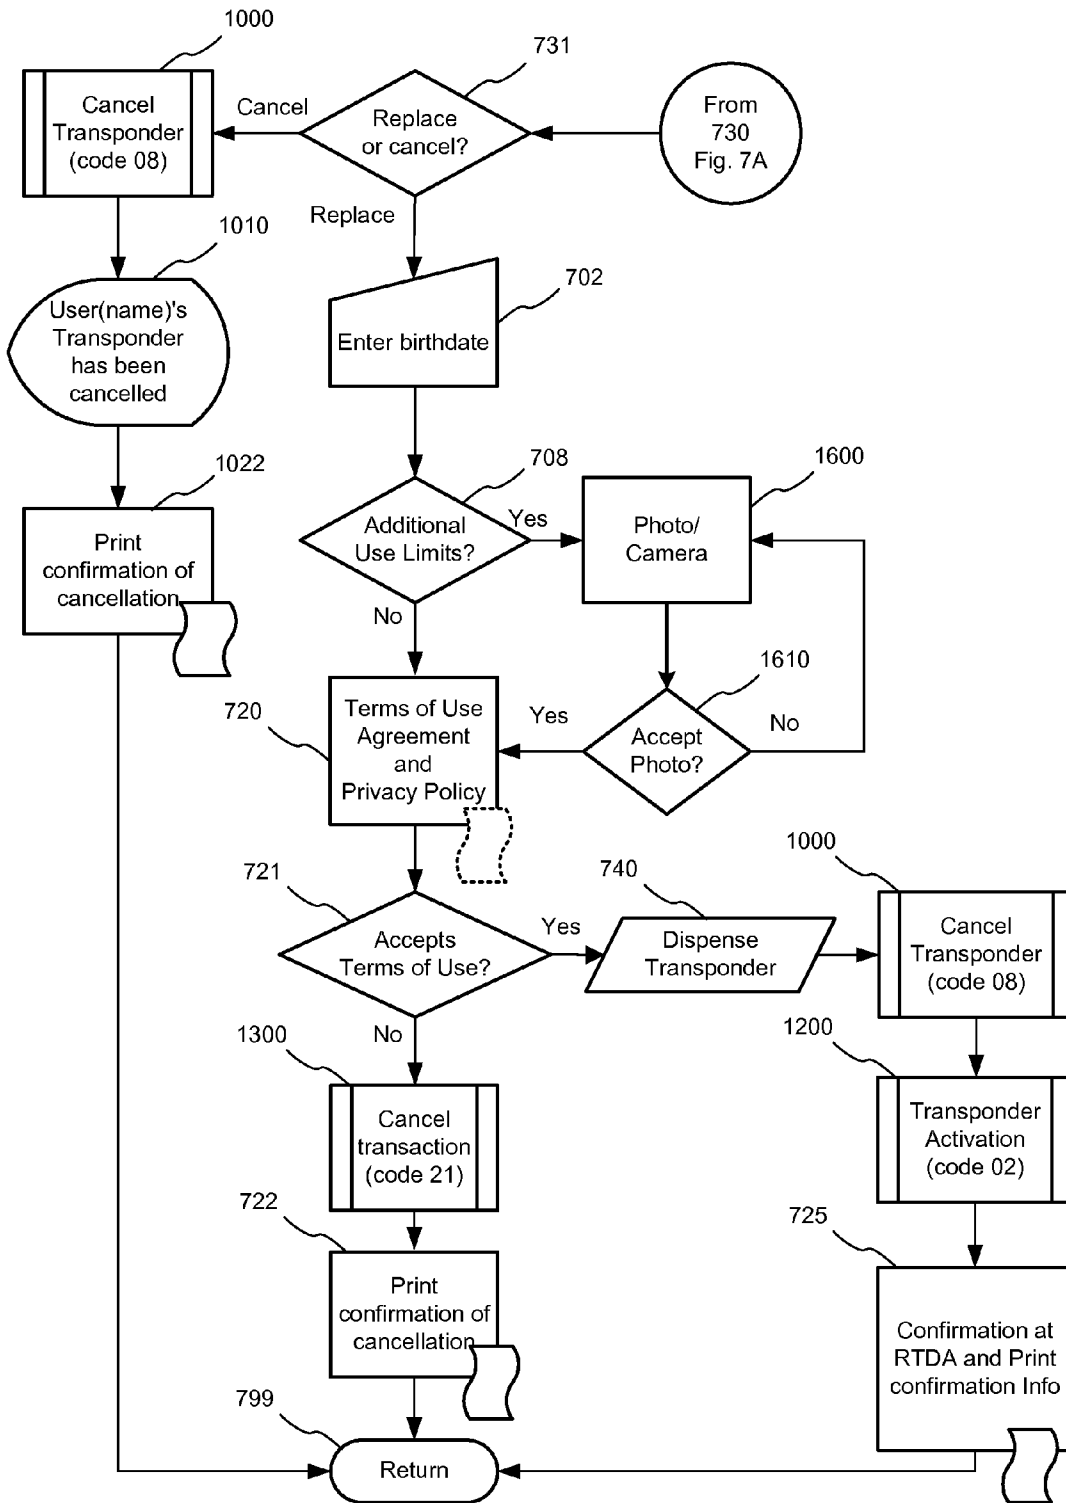 1000
731
Cancel
Transponder
(code 08)
Cancel
Replace
or cancel?
From
730
Fig. 7A
Replace
1010
User(name)'s
Transponder
has been
cancelled
702
Enter birthdate
1022
Print
confirmation of
cancellation
708
Additional
Use Limits?
Yes
No
1600
Photo/
Camera
1610
Accept
Photo?
Yes
No
720
Terms of Use
Agreement
and
Privacy Policy
721
Accepts
Terms of Use?
Yes
No
740
Dispense
Transponder
1000
Cancel
Transponder
(code 08)
1200
Transponder
Activation
(code 02)
1300
Cancel
transaction
(code 21)
722
Print
confirmation of
cancellation
725
Confirmation at
RTDA and Print
confirmation Info
799
Return